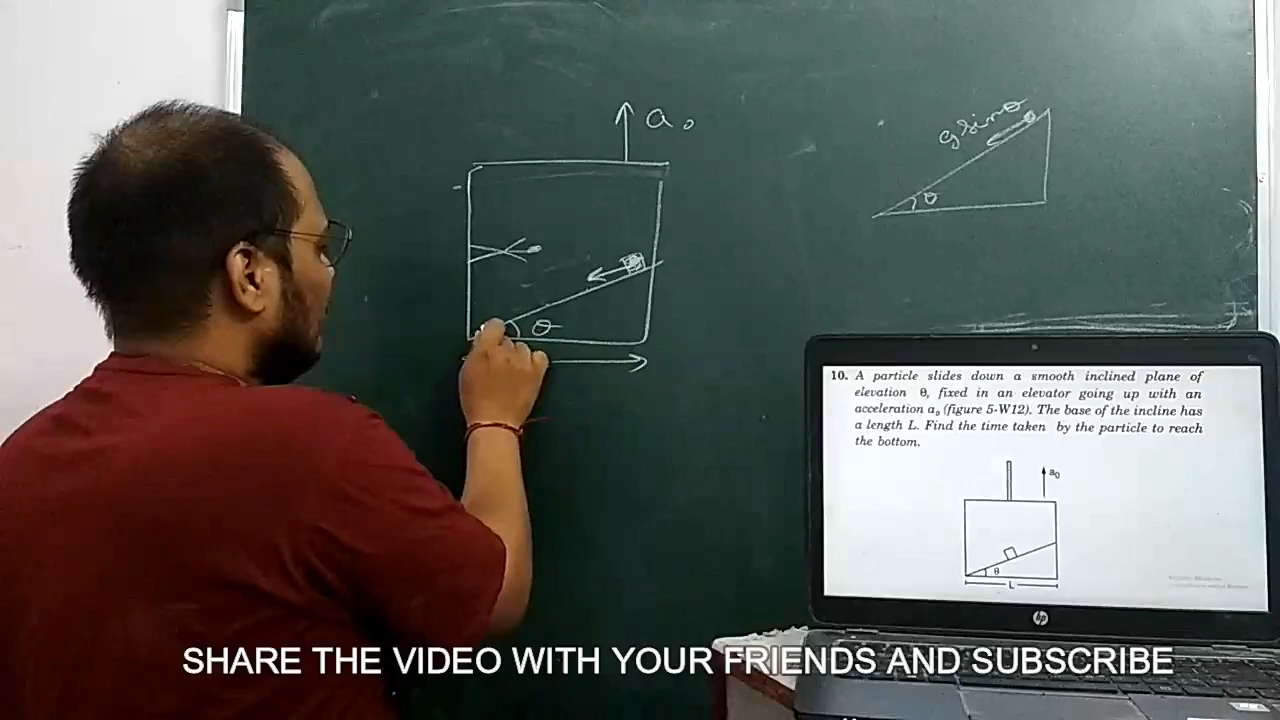 a₀
g sinθ
θ
θ
10. A particle slides down a smooth inclined plane of
elevation θ, fixed in an elevator going up with an
acceleration a₀ (figure 5-W12). The base of the incline has
a length L. Find the time taken by the particle to reach
the bottom.
a₀
θ
L
hp
SHARE THE VIDEO WITH YOUR FRIENDS AND SUBSCRIBE